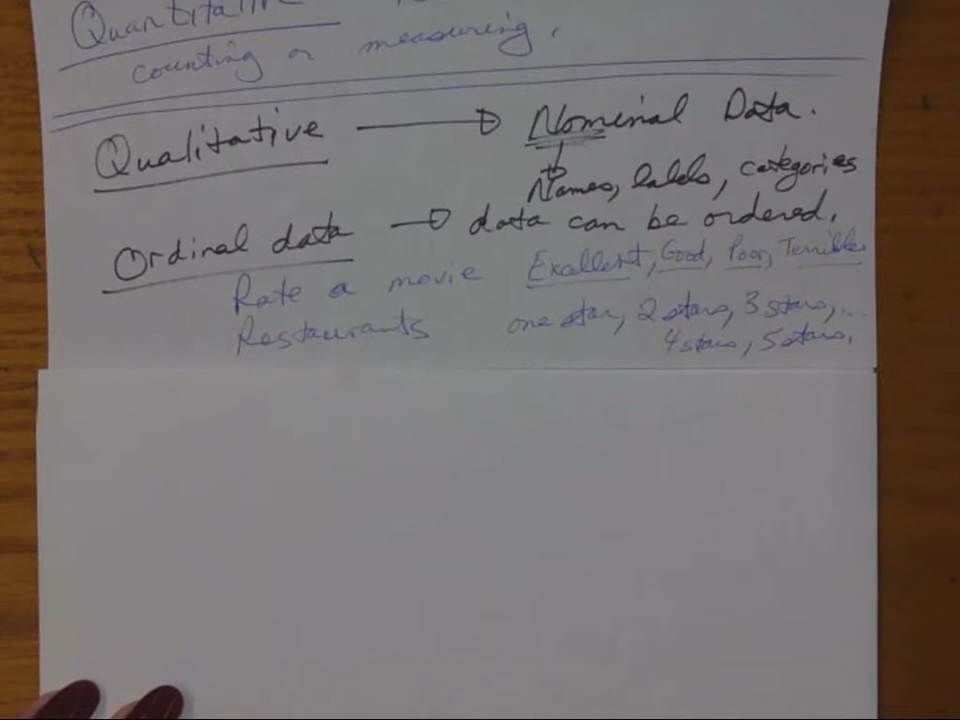 Quantitative
counting or measuring.
Qualitative → Nominal Data.
Names, labels, categories
Ordinal data → data can be ordered.
Rate a movie Exallent, Good, Poor, Terrible
Restaurants one star, 2 stars, 3 stars, ...
4 stars, 5 stars.